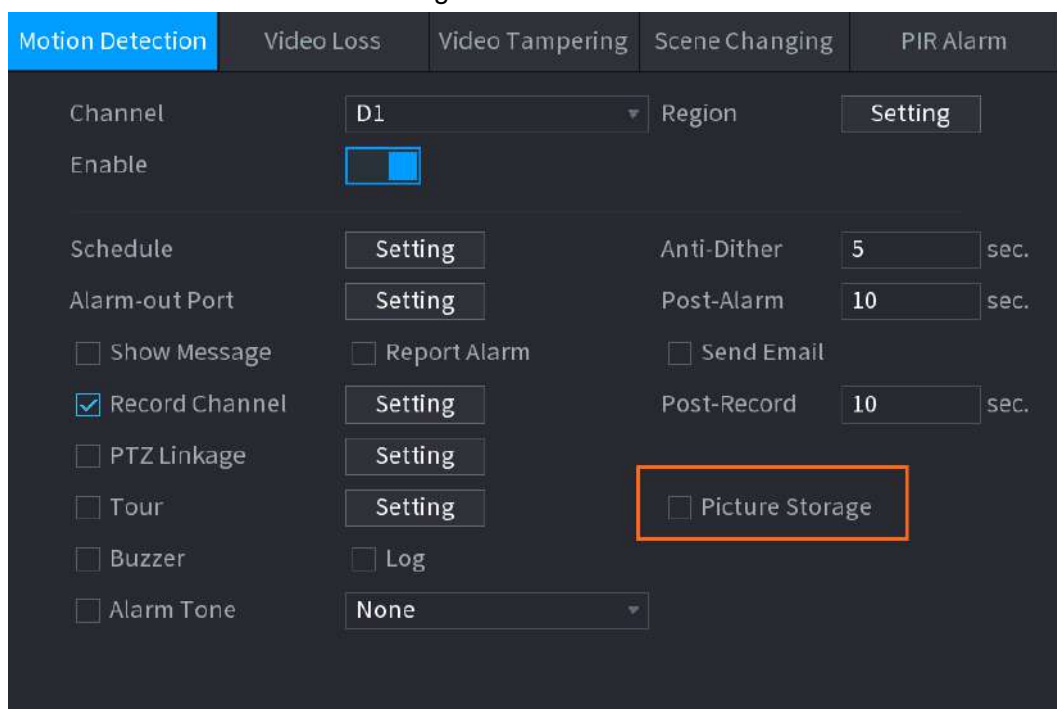 Motion Detection Video Loss Video Tampering Scene Changing PIR Alarm
Channel D1 Region Setting
Enable
Schedule Setting Anti-Dither 5 sec.
Alarm-out Port Setting Post-Alarm 10 sec.
Show Message Report Alarm Send Email
Record Channel Setting Post-Record 10 sec.
PTZ Linkage Setting
Tour Setting Picture Storage
Buzzer Log
Alarm Tone None